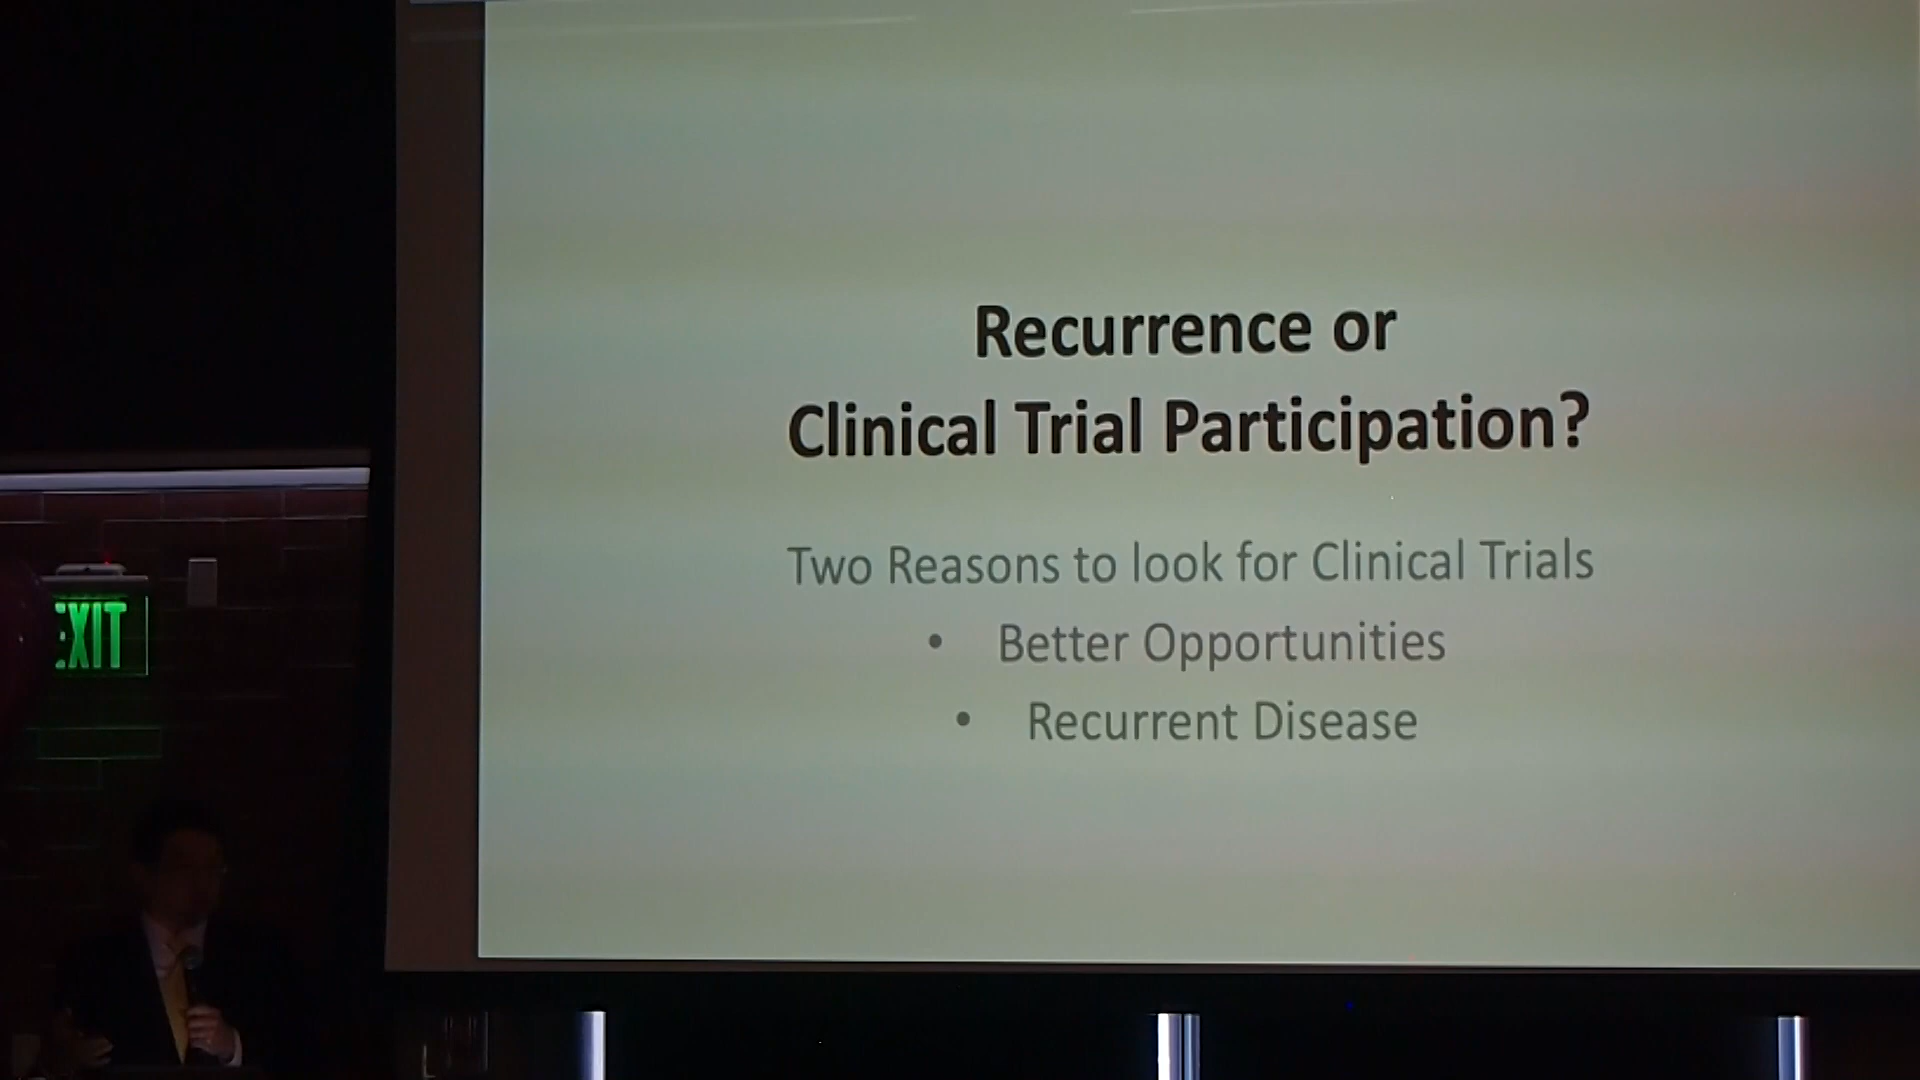 Recurrence or
Clinical Trial Participation?
Two Reasons to look for Clinical Trials
• Better Opportunities
• Recurrent Disease
EXIT